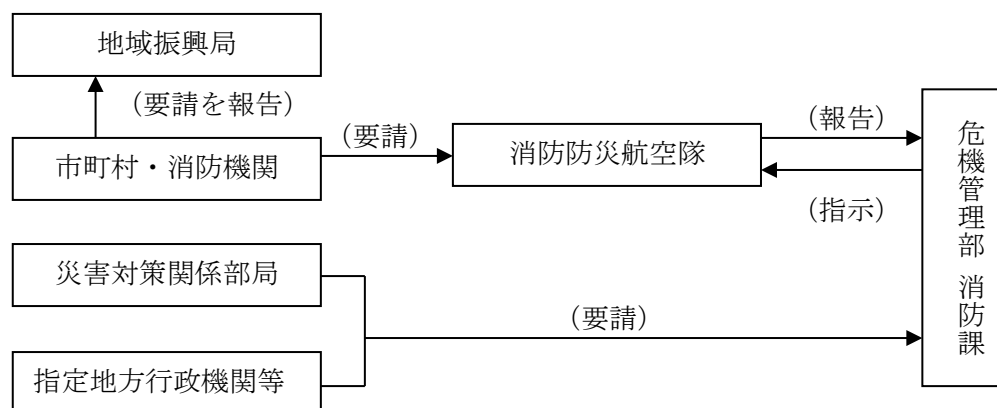 地域振興局
（要請を報告）
市町村・消防機関
（要請）
消防防災航空隊
（報告）
（指示）
危機管理部 消防課
災害対策関係部局
（要請）
指定地方行政機関等